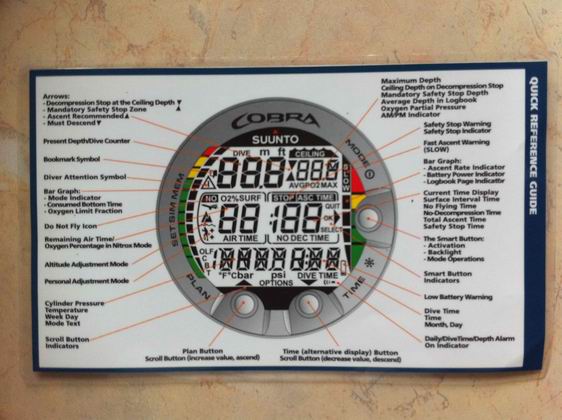 Arrows:
- Decompression Stop at the Ceiling Depth ▼
- Mandatory Safety Stop Zone ▲
- Ascent Recommended▲
- Must Descend▼
Present Depth/Dive Counter
Bookmark Symbol
Diver Attention Symbol
Bar Graph:
- Mode Indicator
- Consumed Bottom Time
- Oxygen Limit Fraction
Do Not Fly Icon
Remaining Air Time/
Oxygen Percentage in Nitrox Mode
Altitude Adjustment Mode
Personal Adjustment Mode
Cylinder Pressure
Temperature
Week Day
Mode Text
Scroll Button
Indicators
COBRA
SUUNTO
MODE
TIME
PLAN
SET SIM MEM
DIVE m ft CEILING
AVGPO2MAX
SLOW
NO O2%SURF STOP ASC TIME
QUIT
OK
SELECT
AIR TIME NO DEC TIME
°F°Cbar psi DIVE TIME
OPTIONS
Plan Button
Scroll Button (increase value, ascend)
Time (alternative display) Button
Scroll Button (decrease value, descend)
Maximum Depth
Ceiling Depth on Decompression Stop
Mandatory Safety Stop Depth
Average Depth in Logbook
Oxygen Partial Pressure
AM/PM Indicator
Safety Stop Warning
Safety Stop Indicator
Fast Ascent Warning
(SLOW)
Bar Graph:
- Ascent Rate Indicator
- Battery Power Indicator
- Logbook Page Indicator
Current Time Display
Surface Interval Time
No Flying Time
No-Decompression Time
Total Ascent Time
Safety Stop Time
The Smart Button:
- Activation
- Backlight
- Mode Operations
Smart Button
Indicators
Low Battery Warning
Dive Time
Time
Month, Day
Daily/DiveTime/Depth Alarm
On Indicator
QUICK REFERENCE GUIDE